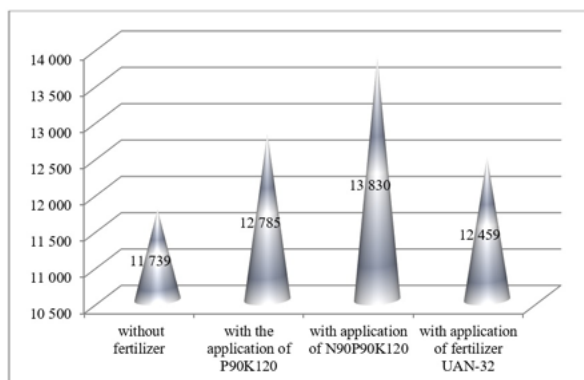 14 000
13 500
13 000
12 500
12 000
11 500
11 000
10 500
11 739
12 785
13 830
12 459
without
fertilizer
with the
application of
P90K120
with application
of N90P90K120
with application
of fertilizer
UAN-32